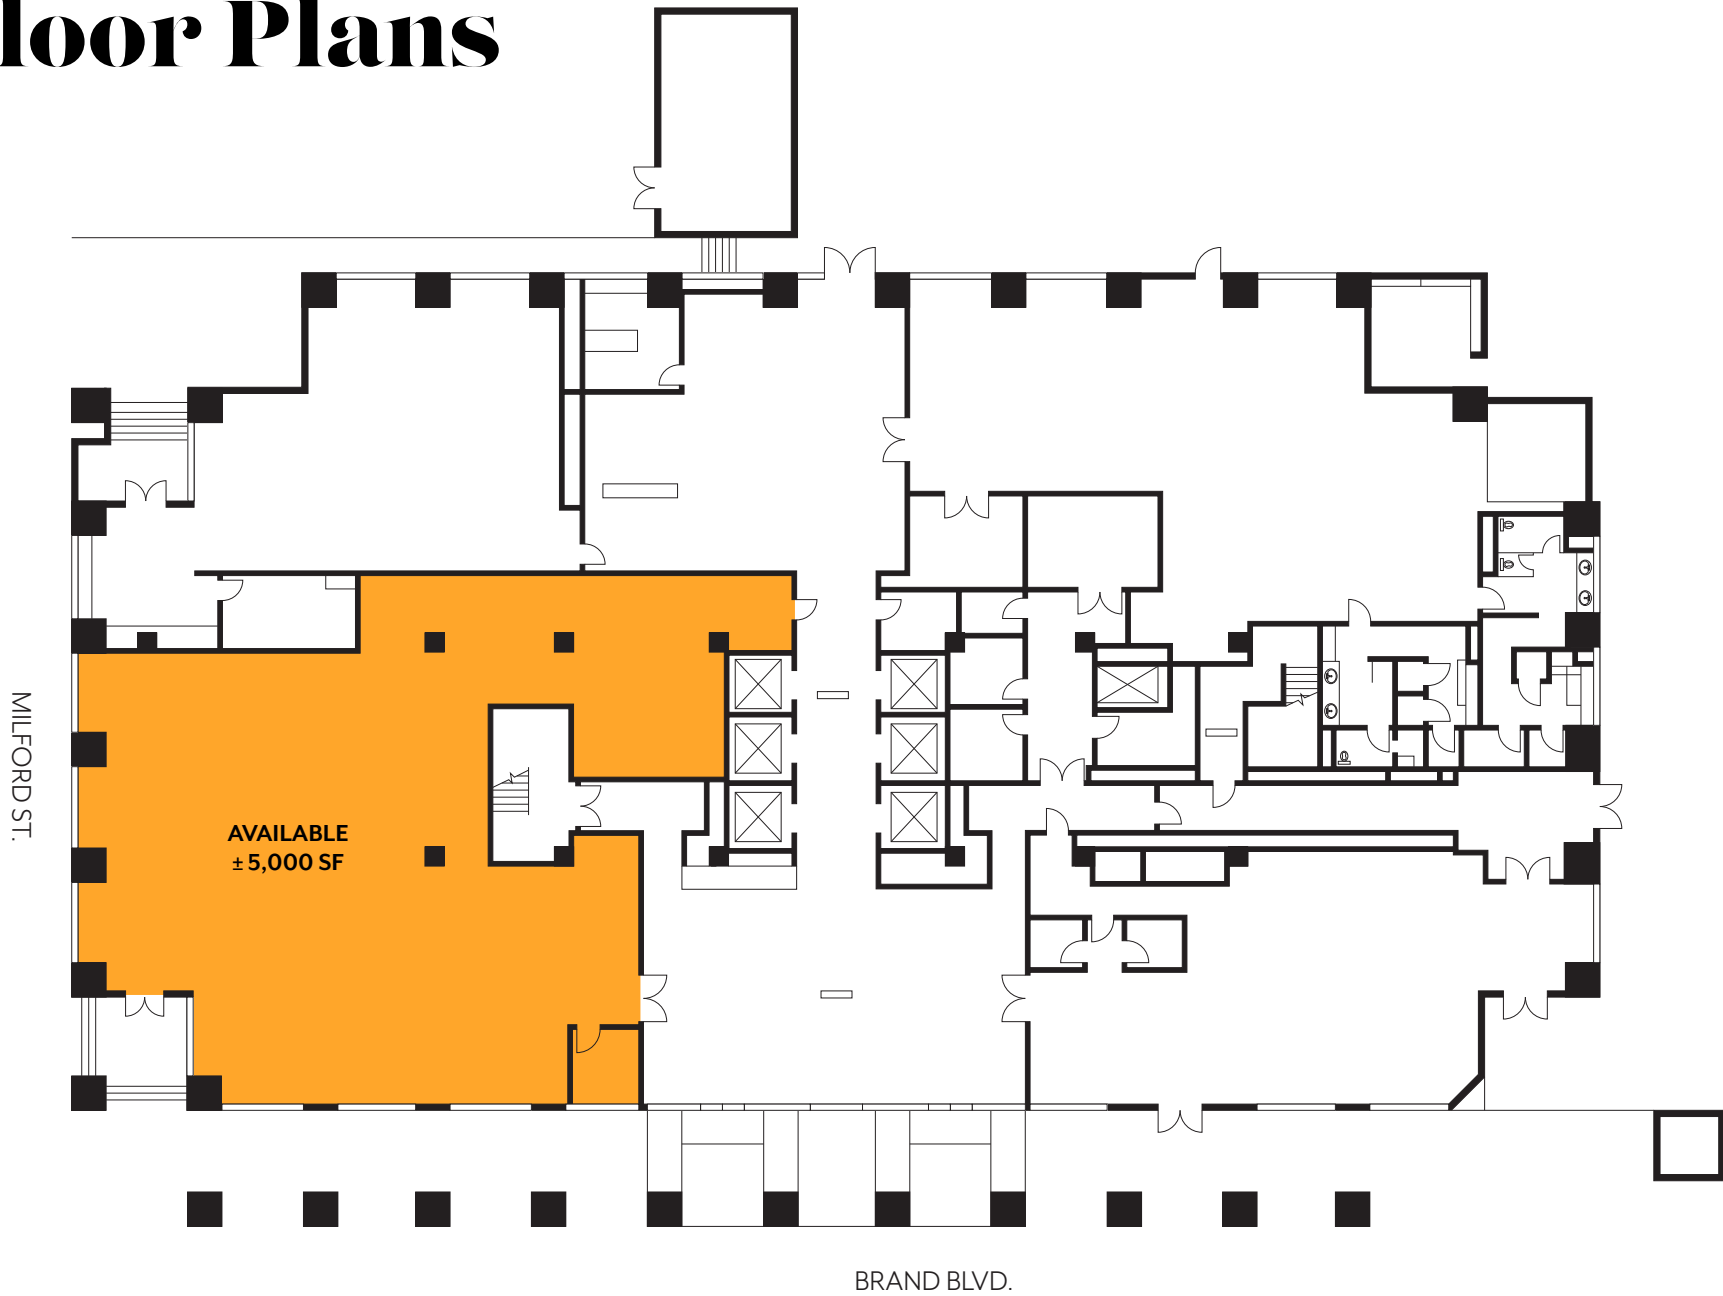 loor Plans
MILFORD ST.
AVAILABLE
± 5,000 SF
BRAND BLVD.